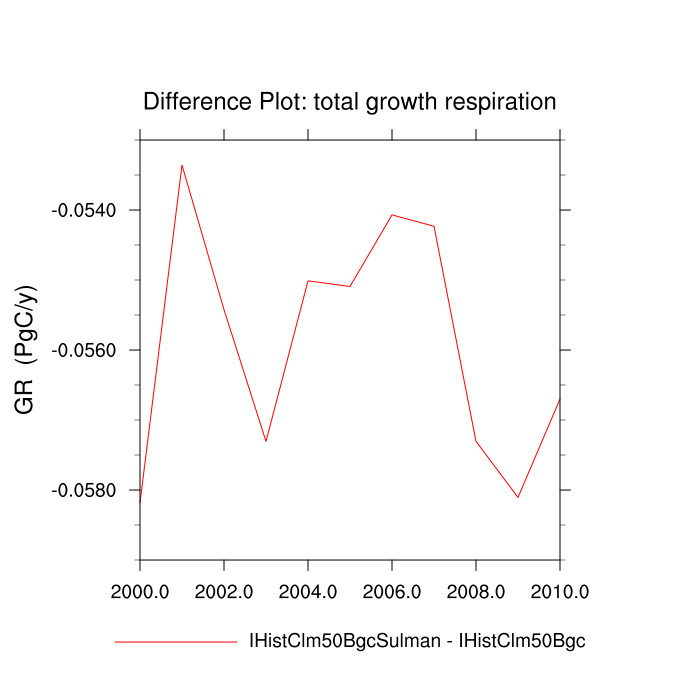 Difference Plot: total growth respiration
GR (PgC/y)
-0.0540
-0.0560
-0.0580
2000.0 2002.0 2004.0 2006.0 2008.0 2010.0
IHistClm50BgcSulman - IHistClm50Bgc